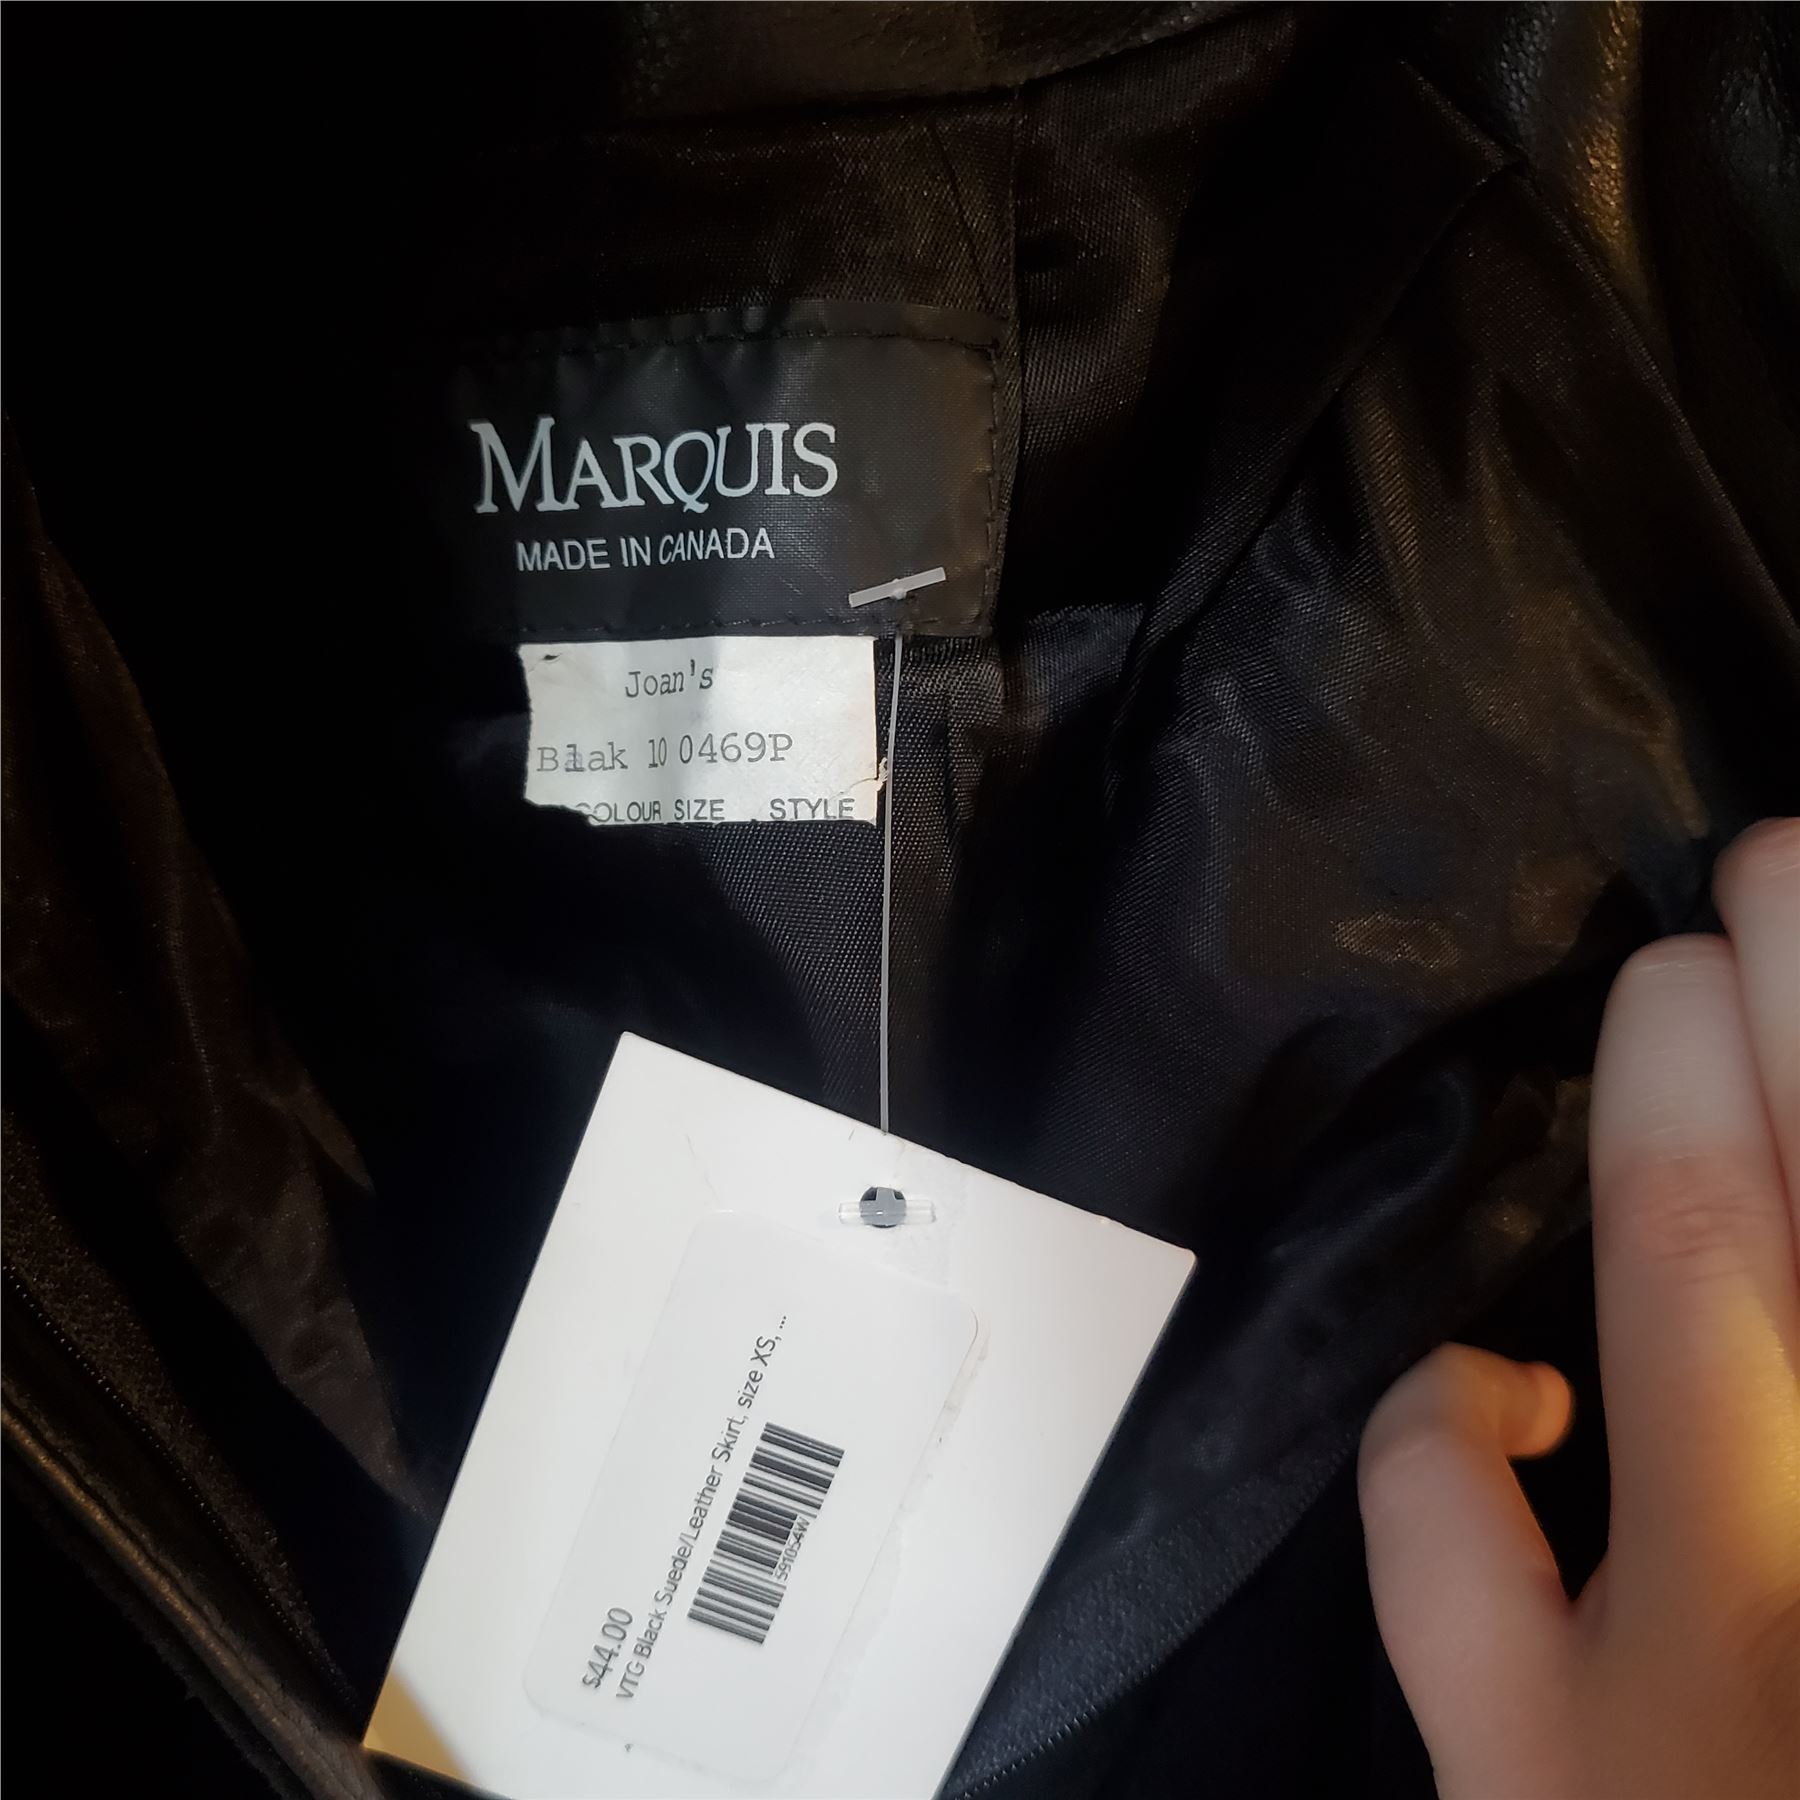 MARQUIS
MADE IN CANADA
Joan's
Blak 10 0469P
COLOUR SIZE STYLE
$44.00
VTG Black Suede/Leather Skirt, size XS, ...
591054W